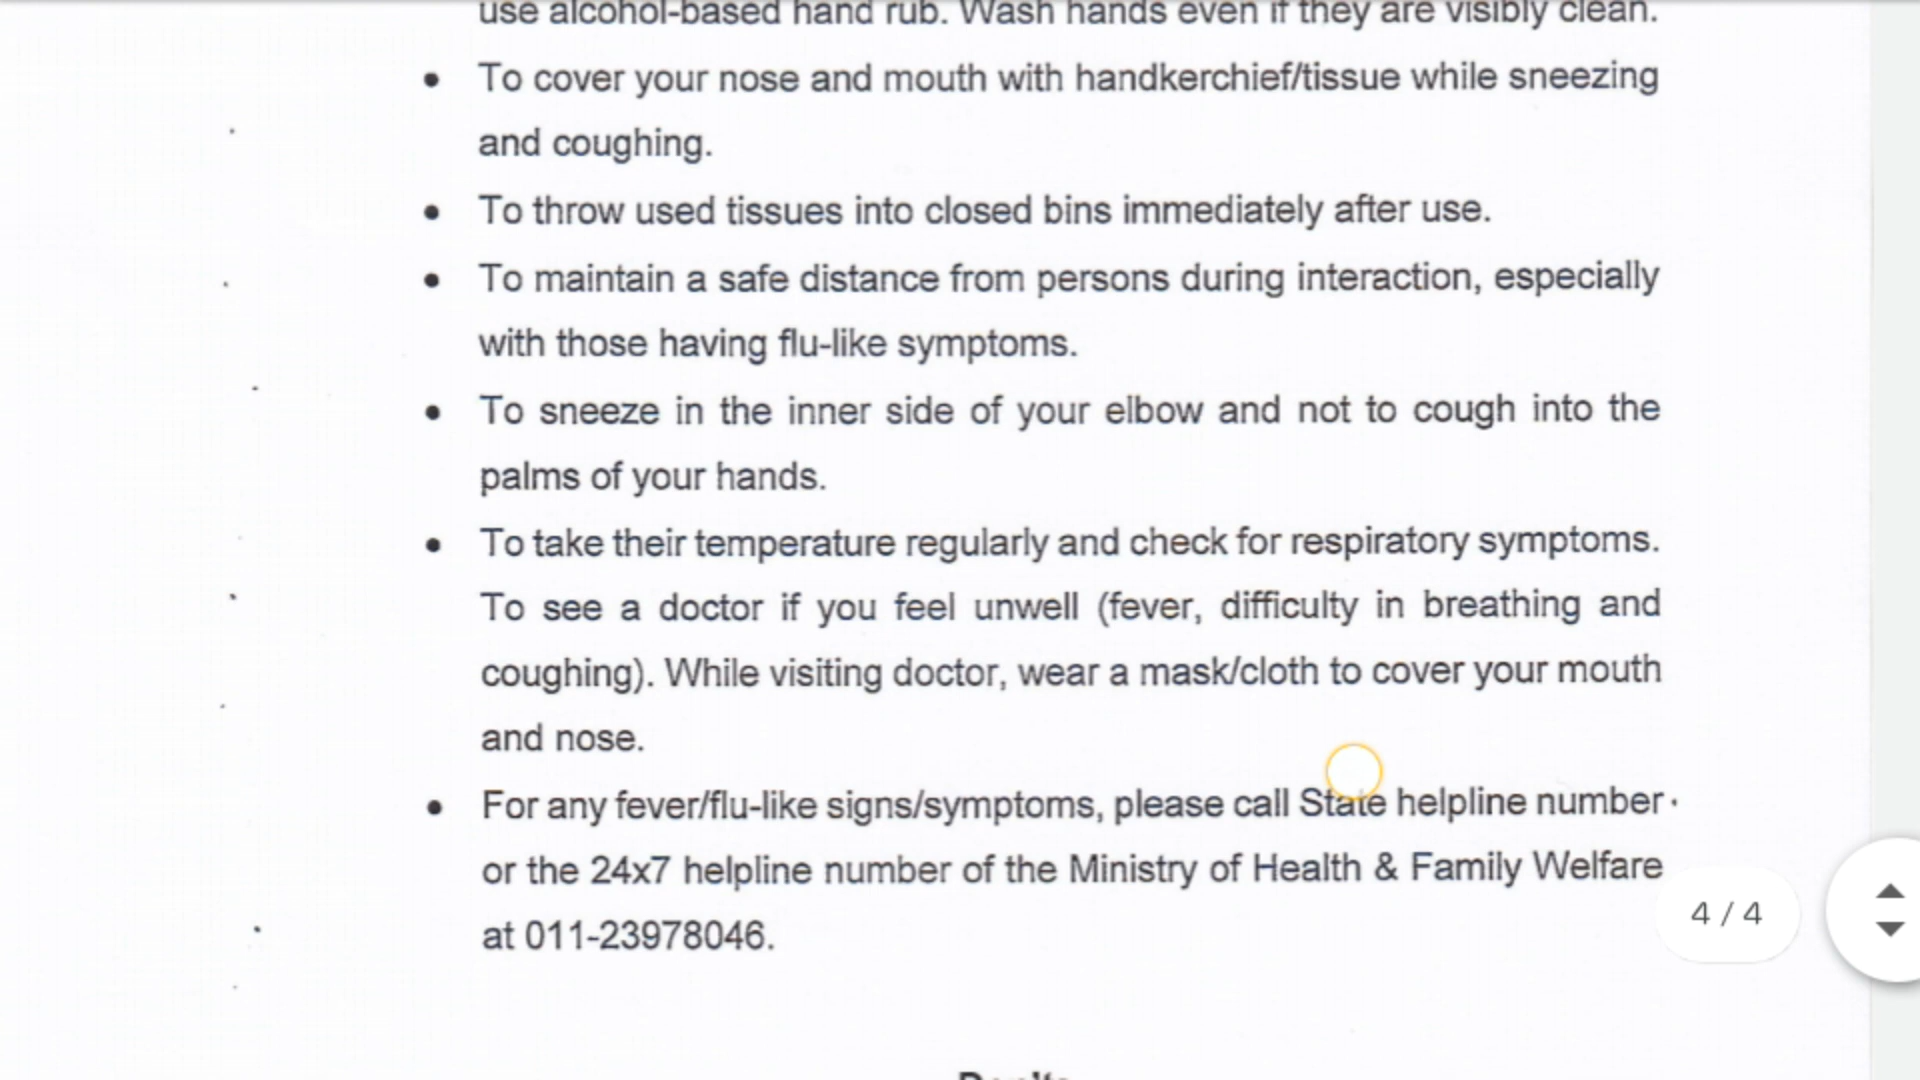 use alcohol-based hand rub. Wash hands even if they are visibly clean.
• To cover your nose and mouth with handkerchief/tissue while sneezing
and coughing.
• To throw used tissues into closed bins immediately after use.
• To maintain a safe distance from persons during interaction, especially
with those having flu-like symptoms.
• To sneeze in the inner side of your elbow and not to cough into the
palms of your hands.
• To take their temperature regularly and check for respiratory symptoms.
To see a doctor if you feel unwell (fever, difficulty in breathing and
coughing). While visiting doctor, wear a mask/cloth to cover your mouth
and nose.
• For any fever/flu-like signs/symptoms, please call State helpline number
or the 24x7 helpline number of the Ministry of Health & Family Welfare
at 011-23978046.
4 / 4
Don'ts